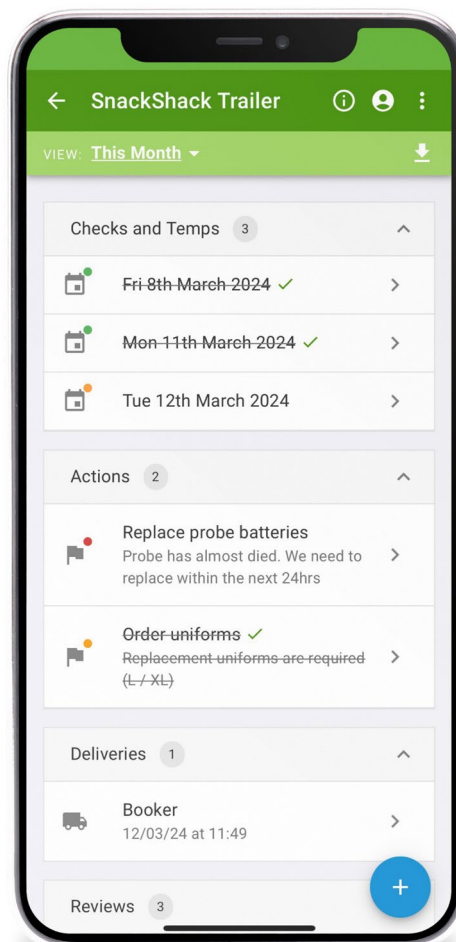 SnackShack Trailer
VIEW: This Month
Checks and Temps 3
Fri 8th March 2024
Mon 11th March 2024
Tue 12th March 2024
Actions 2
Replace probe batteries
Probe has almost died. We need to
replace within the next 24hrs
Order uniforms
Replacement uniforms are required
(L / XL)
Deliveries 1
Booker
12/03/24 at 11:49
Reviews 3